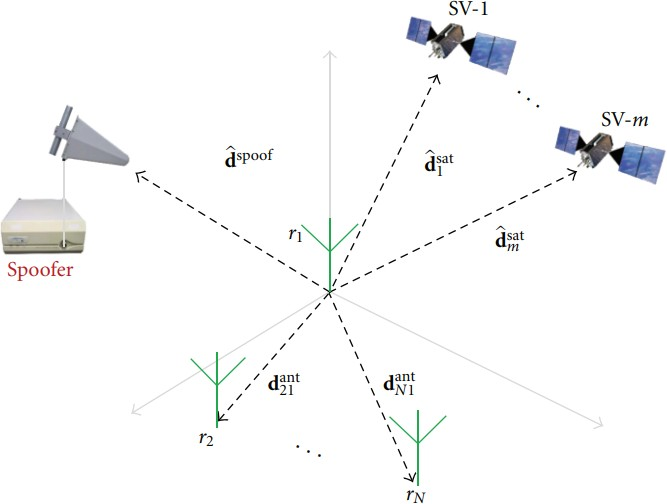 SV-1
. . .
SV-m
d̂^spoof
d̂_1^sat
r_1
d̂_m^sat
Spoofer
d_21^ant
d_N1^ant
r_2
. . .
r_N